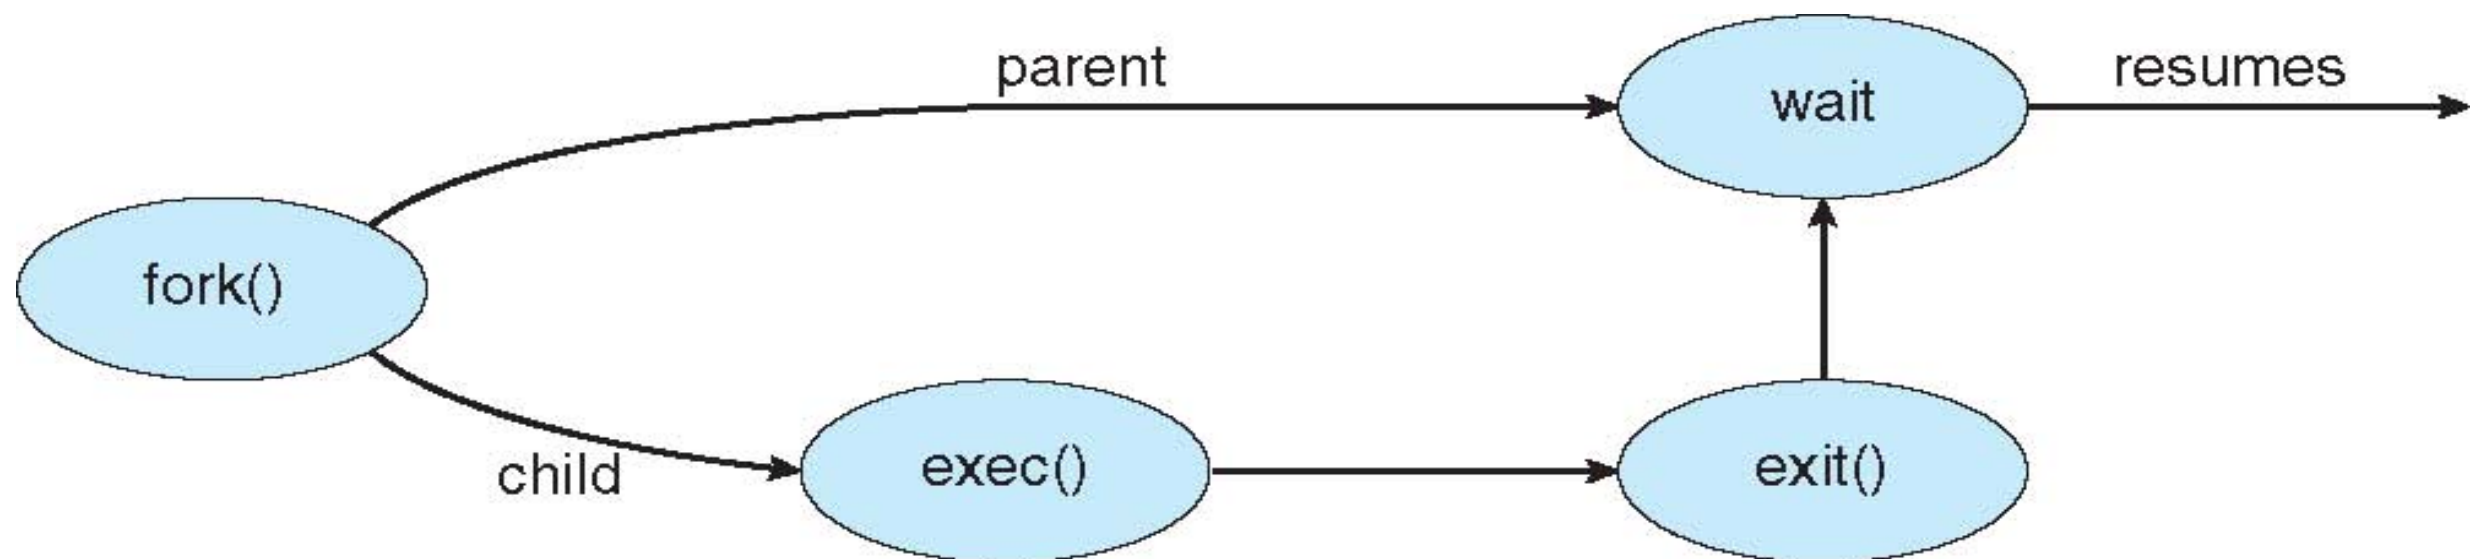 parent
wait
resumes
fork()
child
exec()
exit()